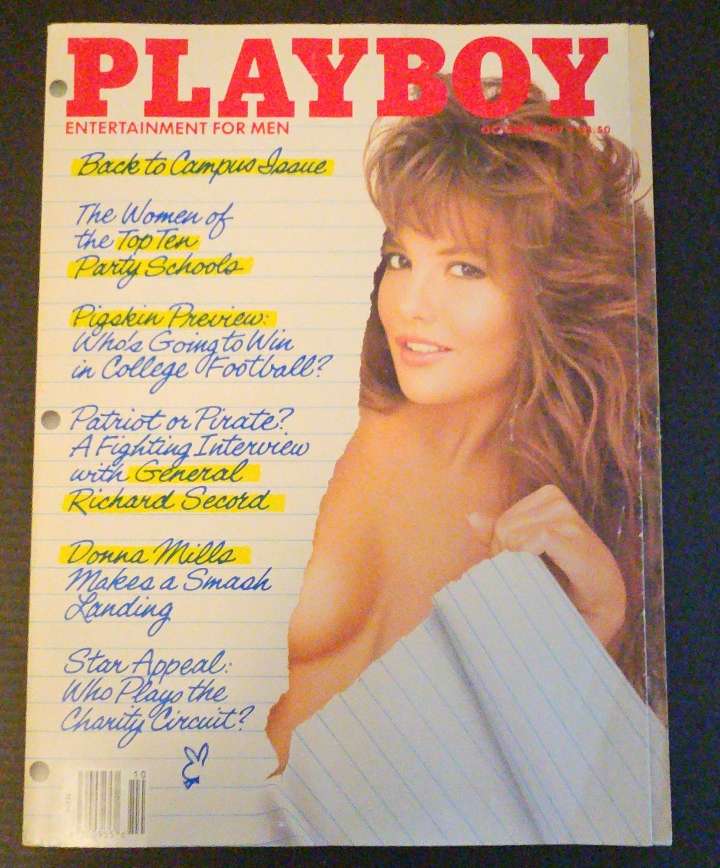 PLAYBOY
ENTERTAINMENT FOR MEN
Back to Campus Issue
The Women of
the Top Ten
Party Schools
Pigskin Preview:
Who's Going to Win
in College Football?
Patriot or Pirate?
A Fighting Interview
with General
Richard Secord
Donna Mills
Makes a Smash
Landing
Star Appeal:
Who Plays the
Charity Circuit?
10